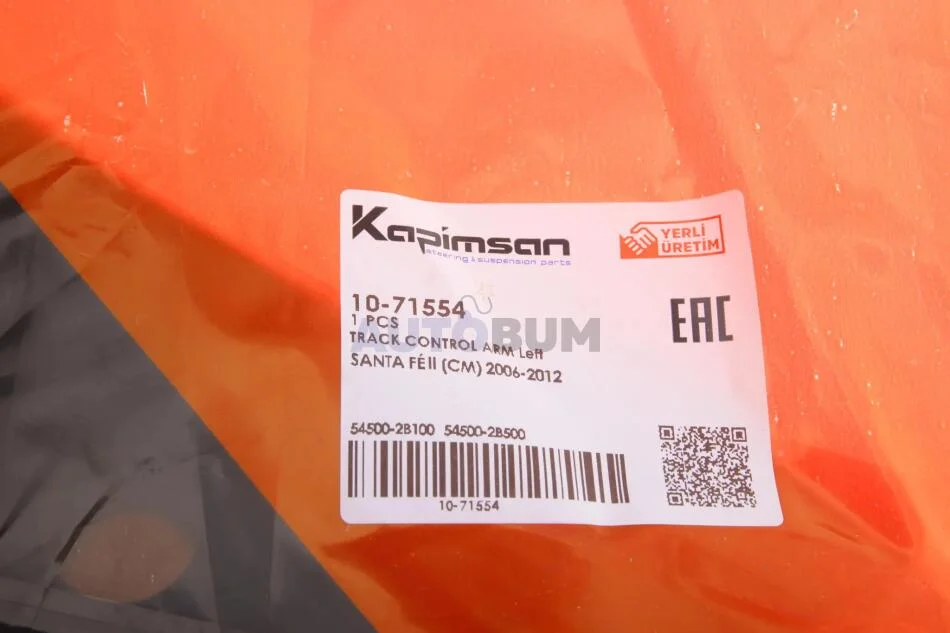 Kapimsan
steering & suspension parts
YERLİ
ÜRETİM
10-71554
1 PCS
AUTOBUM
TRACK CONTROL ARM Left
SANTA FÉ II (CM) 2006-2012
EAC
54500-2B100 54500-2B500
10-71554